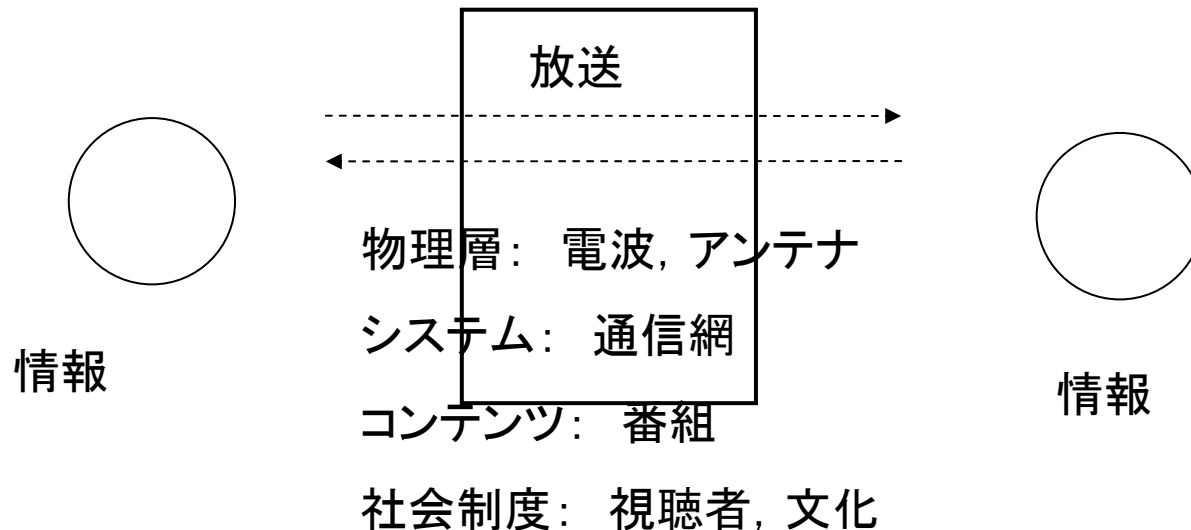 放送
物理層： 電波, アンテナ
システム： 通信網
情報
情報
コンテンツ： 番組
社会制度： 視聴者, 文化